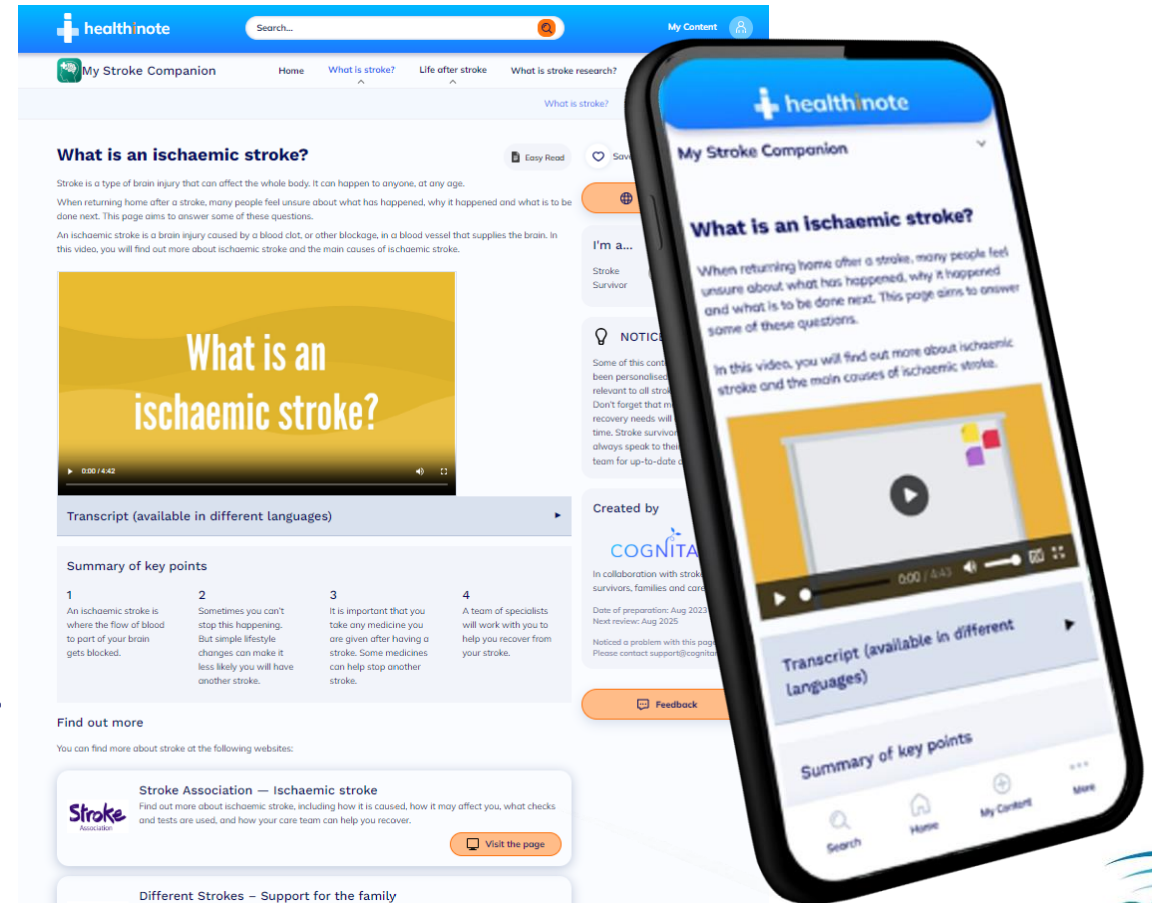 healthinote
Search...
My Content
My Stroke Companion
Home
What is stroke?
Life after stroke
What is stroke research?
What is stroke?
What is an ischaemic stroke?
Easy Read
Stroke is a type of brain injury that can affect the whole body. It can happen to anyone, at any age.
When returning home after a stroke, many people feel unsure about what has happened, why it happened and what is to be
done next. This page aims to answer some of these questions.
An ischaemic stroke is a brain injury caused by a blood clot, or other blockage, in a blood vessel that supplies the brain. In
this video, you will find out more about ischaemic stroke and the main causes of ischaemic stroke.
What is an
ischaemic stroke?
0:00 / 4:42
Transcript (available in different languages)
Summary of key points
1
An ischaemic stroke is
where the flow of blood
to part of your brain
gets blocked.
2
Sometimes you can't
stop this happening.
But simple lifestyle
changes can make it
less likely you will have
another stroke.
3
It is important that you
take any medicine you
are given after having a
stroke. Some medicines
can help stop another
stroke.
4
A team of specialists
will work with you to
help you recover from
your stroke.
Find out more
You can find more about stroke at the following websites:
Stroke
Association
Stroke Association — Ischaemic stroke
Find out more about ischaemic stroke, including how it is caused, how it may affect you, what checks
and tests are used, and how your care team can help you recover.
Visit the page
Different Strokes – Support for the family
I'm a...
Stroke
Survivor
Some of this
been personalised
relevant to all
Don't forget that
recovery needs will
time. Stroke
always speak to
team for up-to-date
Created by
In collaboration with
survivors, families and
Date of preparation: Aug 2023
Next review: Aug 2025
Noticed a problem with this
Please contact
Feedback
healthinote
My Stroke Companion
What is an ischaemic stroke?
When returning home after a stroke, many people feel
unsure about what has happened, why it happened
and what is to be done next. This page aims to answer
some of these questions.
In this video, you will find out more about ischaemic
stroke and the main causes of ischaemic stroke.
0:00 / 4:43
Transcript (available in different
languages)
Summary of key points
Search
Home
My Content
More